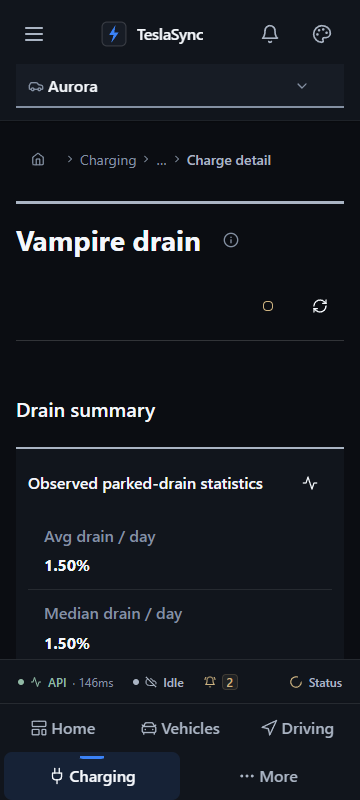 TeslaSync
Aurora
Charging
...
Charge detail
Vampire drain
Drain summary
Observed parked-drain statistics
Avg drain / day
1.50%
Median drain / day
1.50%
API · 146ms
Idle
2
Status
Home
Vehicles
Driving
Charging
More